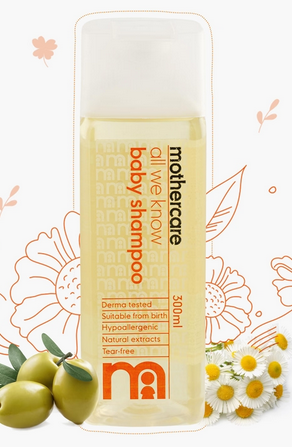 mothercare
all we know
baby shampoo
300ml
Derma tested
Suitable from birth
Hypoallergenic
Natural extracts
Tear-free